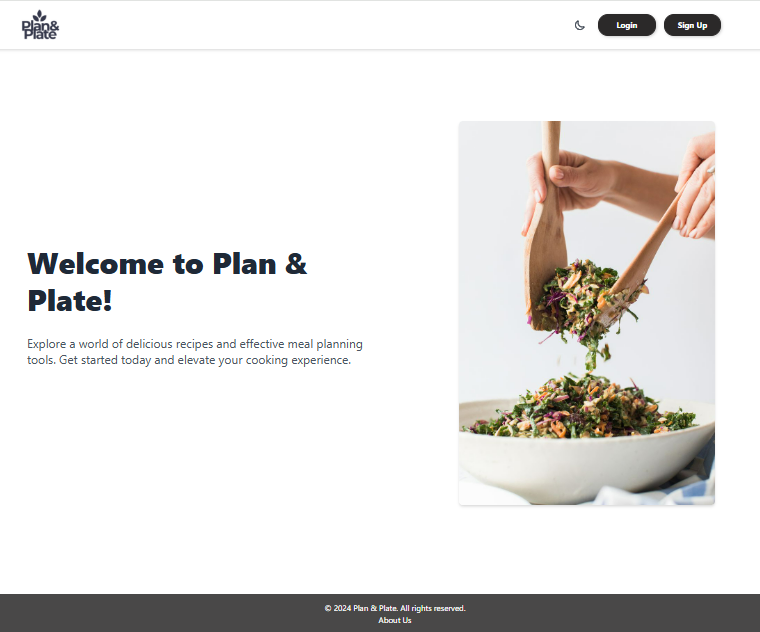 Plan&
Plate
Login
Sign Up
Welcome to Plan &
Plate!
Explore a world of delicious recipes and effective meal planning
tools. Get started today and elevate your cooking experience.
© 2024 Plan & Plate. All rights reserved.
About Us